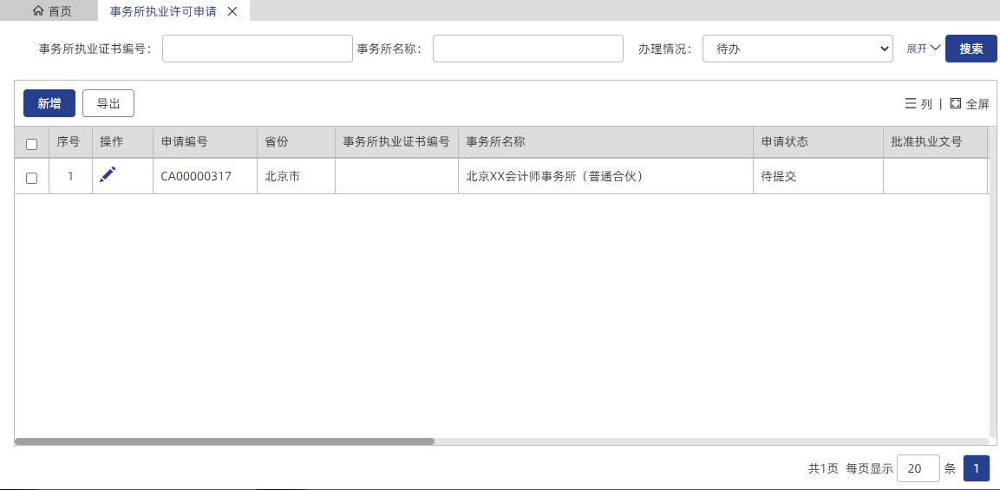 首页 事务所执业许可申请
事务所执业证书编号： 事务所名称： 办理情况： 待办 展开 搜索
新增 导出 列 | 全屏
序号 操作 申请编号 省份 事务所执业证书编号 事务所名称 申请状态 批准执业文号
1 CA00000317 北京市 北京XX会计师事务所（普通合伙） 待提交
共1页 每页显示 20 条 1